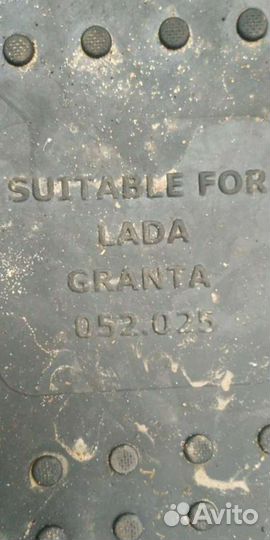 SUITABLE FOR
LADA
GRANTA
052.025
Avito